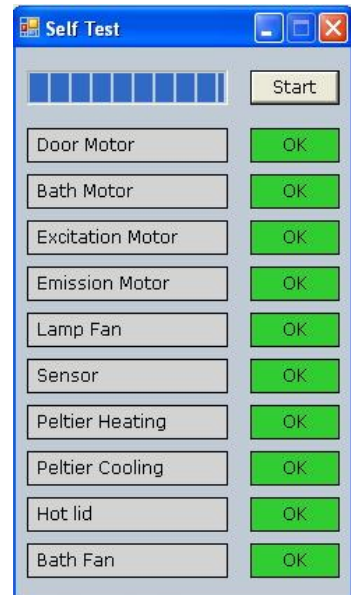 Self Test
Start
Door Motor OK
Bath Motor OK
Excitation Motor OK
Emission Motor OK
Lamp Fan OK
Sensor OK
Peltier Heating OK
Peltier Cooling OK
Hot lid OK
Bath Fan OK